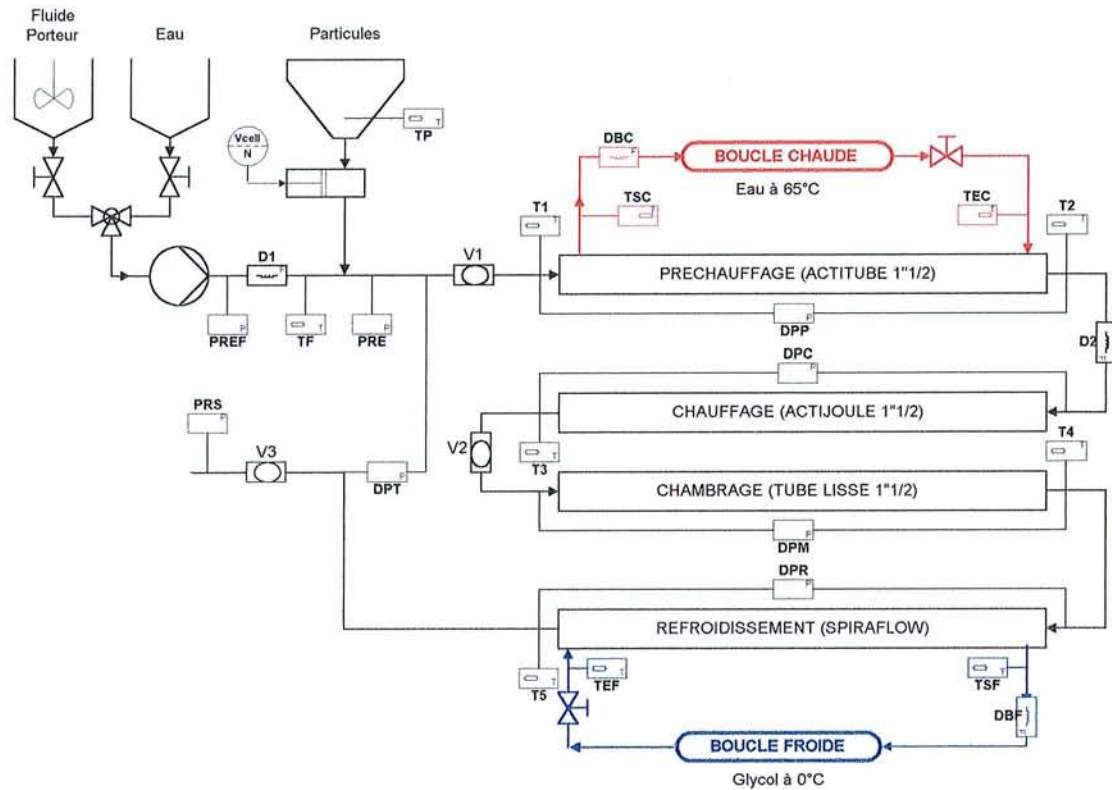 Fluide
Porteur
Eau
Particules
TP
Vcell
N
DBC
BOUCLE CHAUDE
Eau à 65°C
TSC
TEC
T1
T2
D1
V1
PRECHAUFFAGE (ACTITUBE 1"1/2)
PREF
TF
PRE
DPP
D2
DPC
PRS
CHAUFFAGE (ACTIJOULE 1"1/2)
V2
V3
T3
T4
DPT
CHAMBRAGE (TUBE LISSE 1"1/2)
DPM
DPR
REFROIDISSEMENT (SPIRAFLOW)
T5
TEF
TSF
DBF
BOUCLE FROIDE
Glycol à 0°C